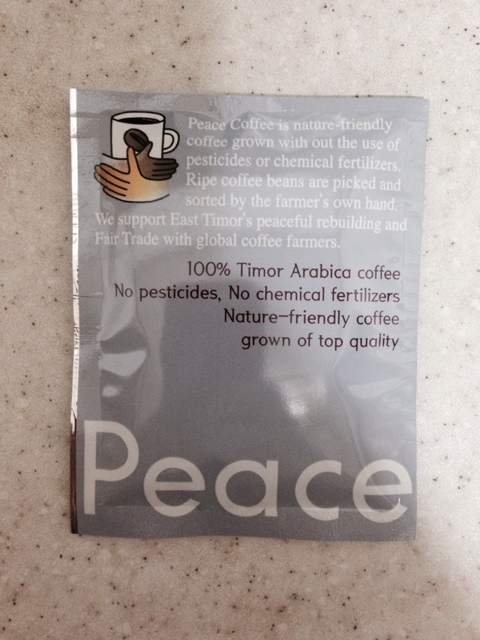 Peace Coffee is nature-friendly
coffee grown with out the use of
pesticides or chemical fertilizers.
Ripe coffee beans are picked and
sorted by the farmer's own hand.
We support East Timor's peaceful rebuilding and
Fair Trade with global coffee farmers.
100% Timor Arabica coffee
No pesticides, No chemical fertilizers
Nature-friendly coffee
grown of top quality
Peace